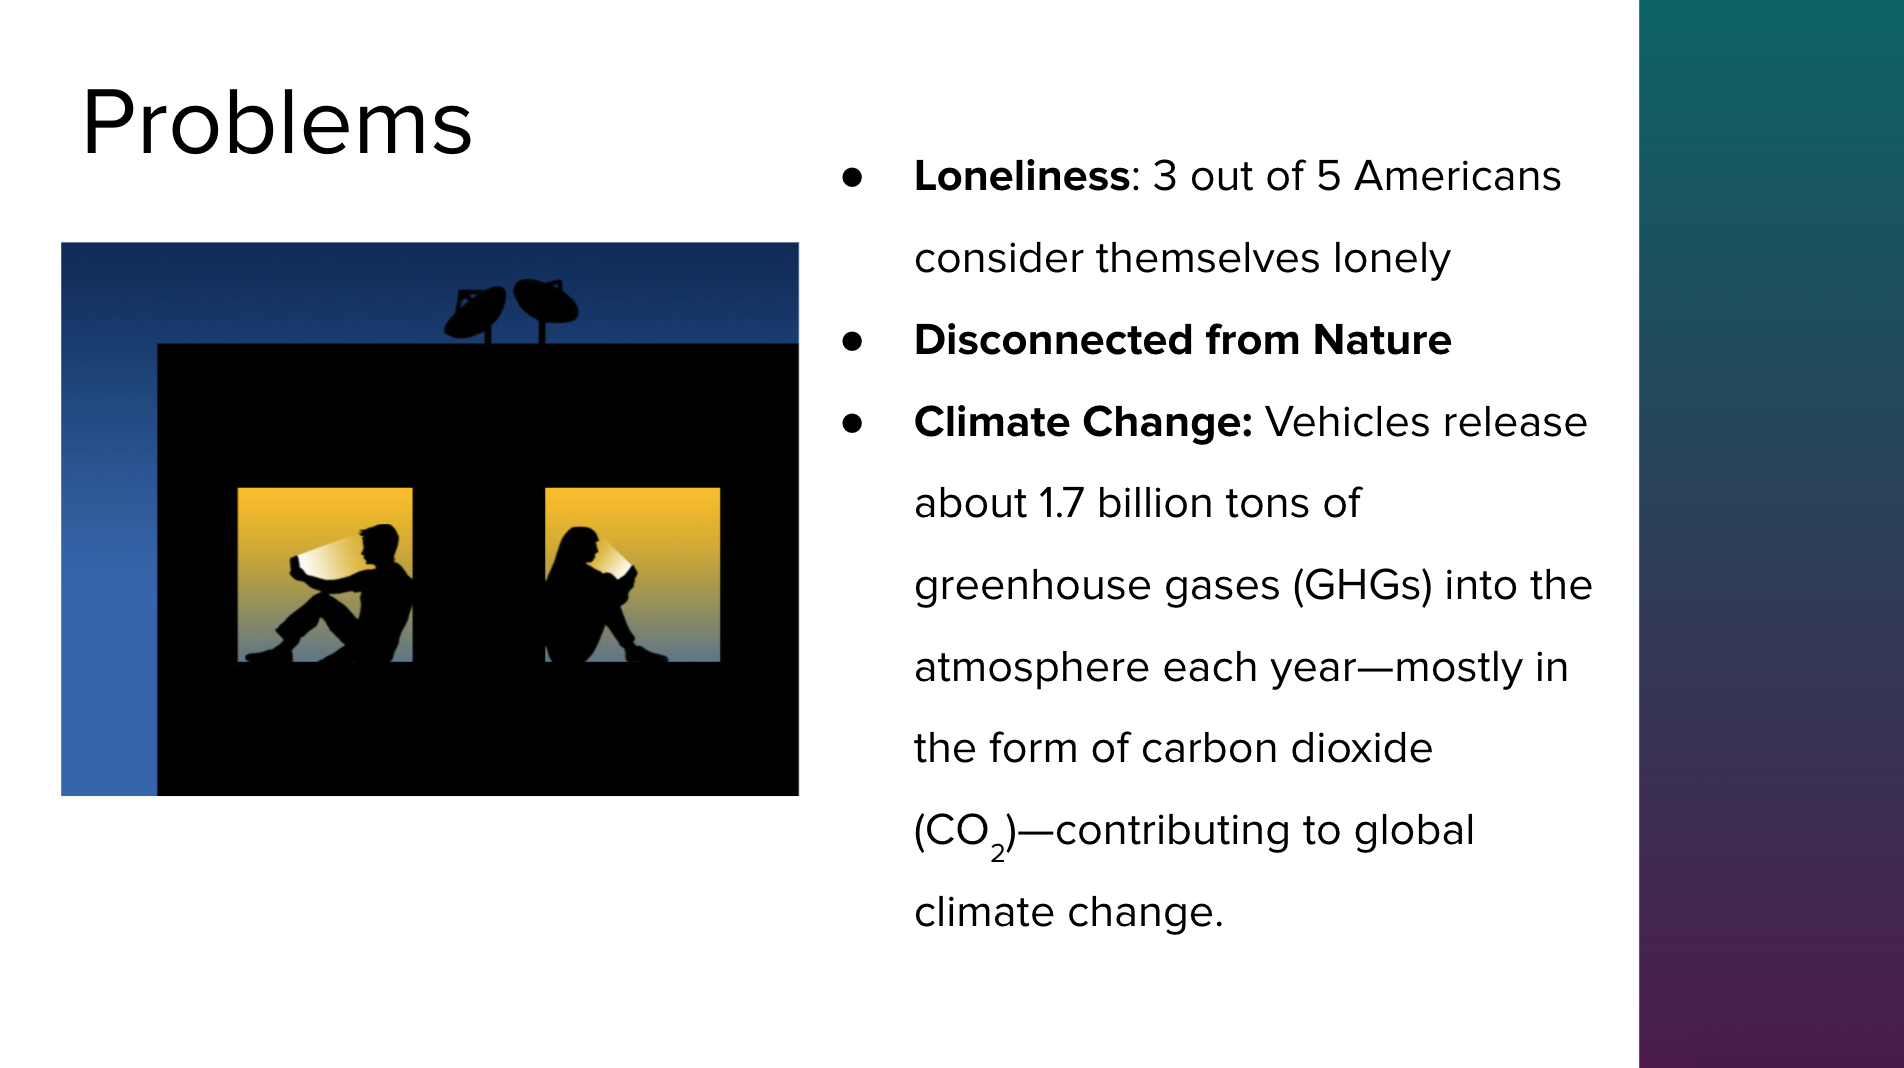 Problems
● Loneliness: 3 out of 5 Americans
consider themselves lonely
● Disconnected from Nature
● Climate Change: Vehicles release
about 1.7 billion tons of
greenhouse gases (GHGs) into the
atmosphere each year—mostly in
the form of carbon dioxide
(CO₂)—contributing to global
climate change.